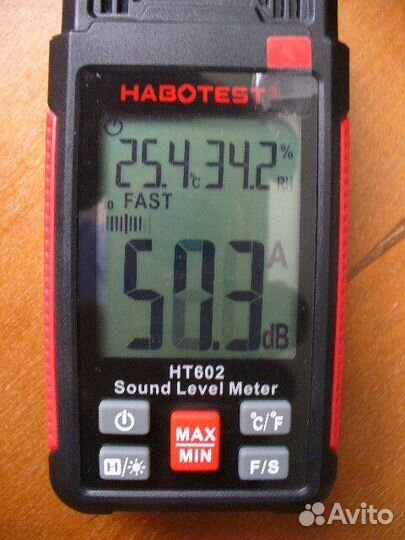 HABOTEST®
25.4°C 34.2% RH
FAST
50.3 A dB
HT602
Sound Level Meter
°C/°F
MAX
MIN
H/
F/S
Avito